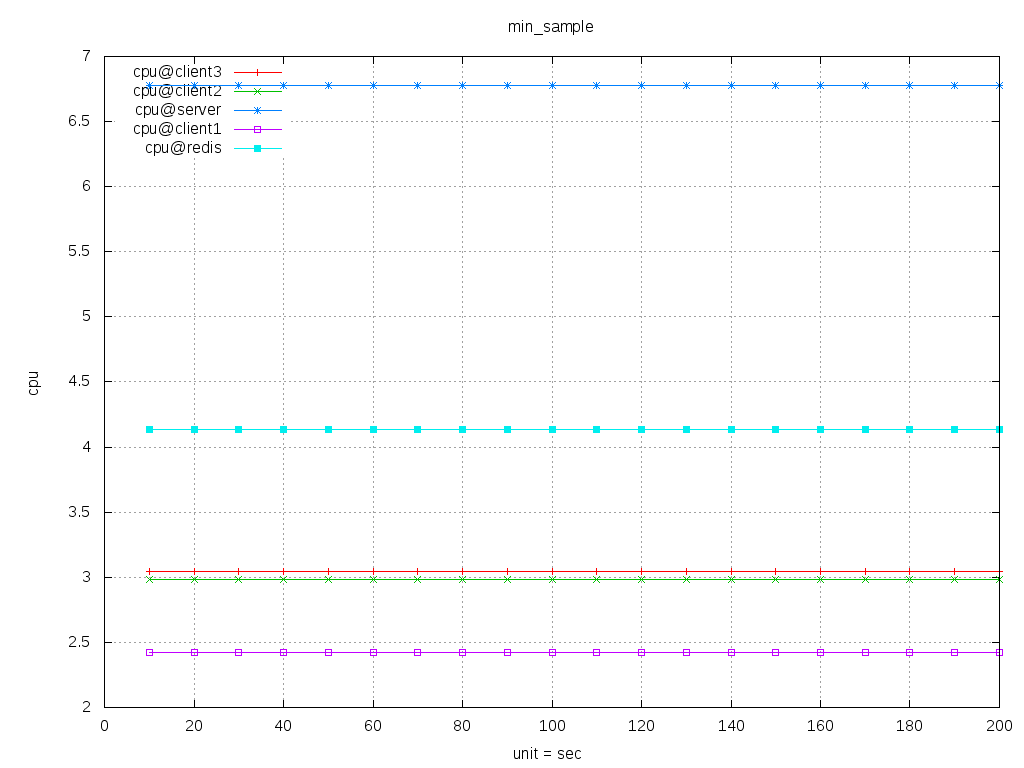 min_sample
7
6.5
6
5.5
5
4.5
4
3.5
3
2.5
2
cpu
cpu@client3
cpu@client2
cpu@server
cpu@client1
cpu@redis
0 20 40 60 80 100 120 140 160 180 200
unit = sec